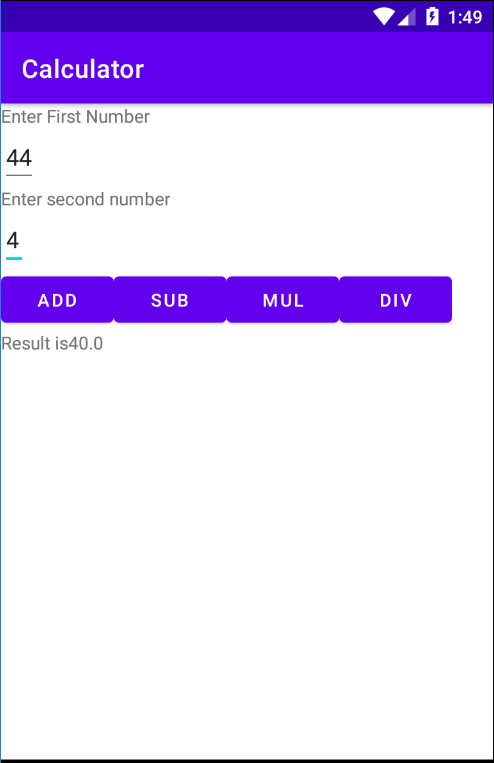 1:49
Calculator
Enter First Number
44
Enter second number
4
ADD SUB MUL DIV
Result is40.0